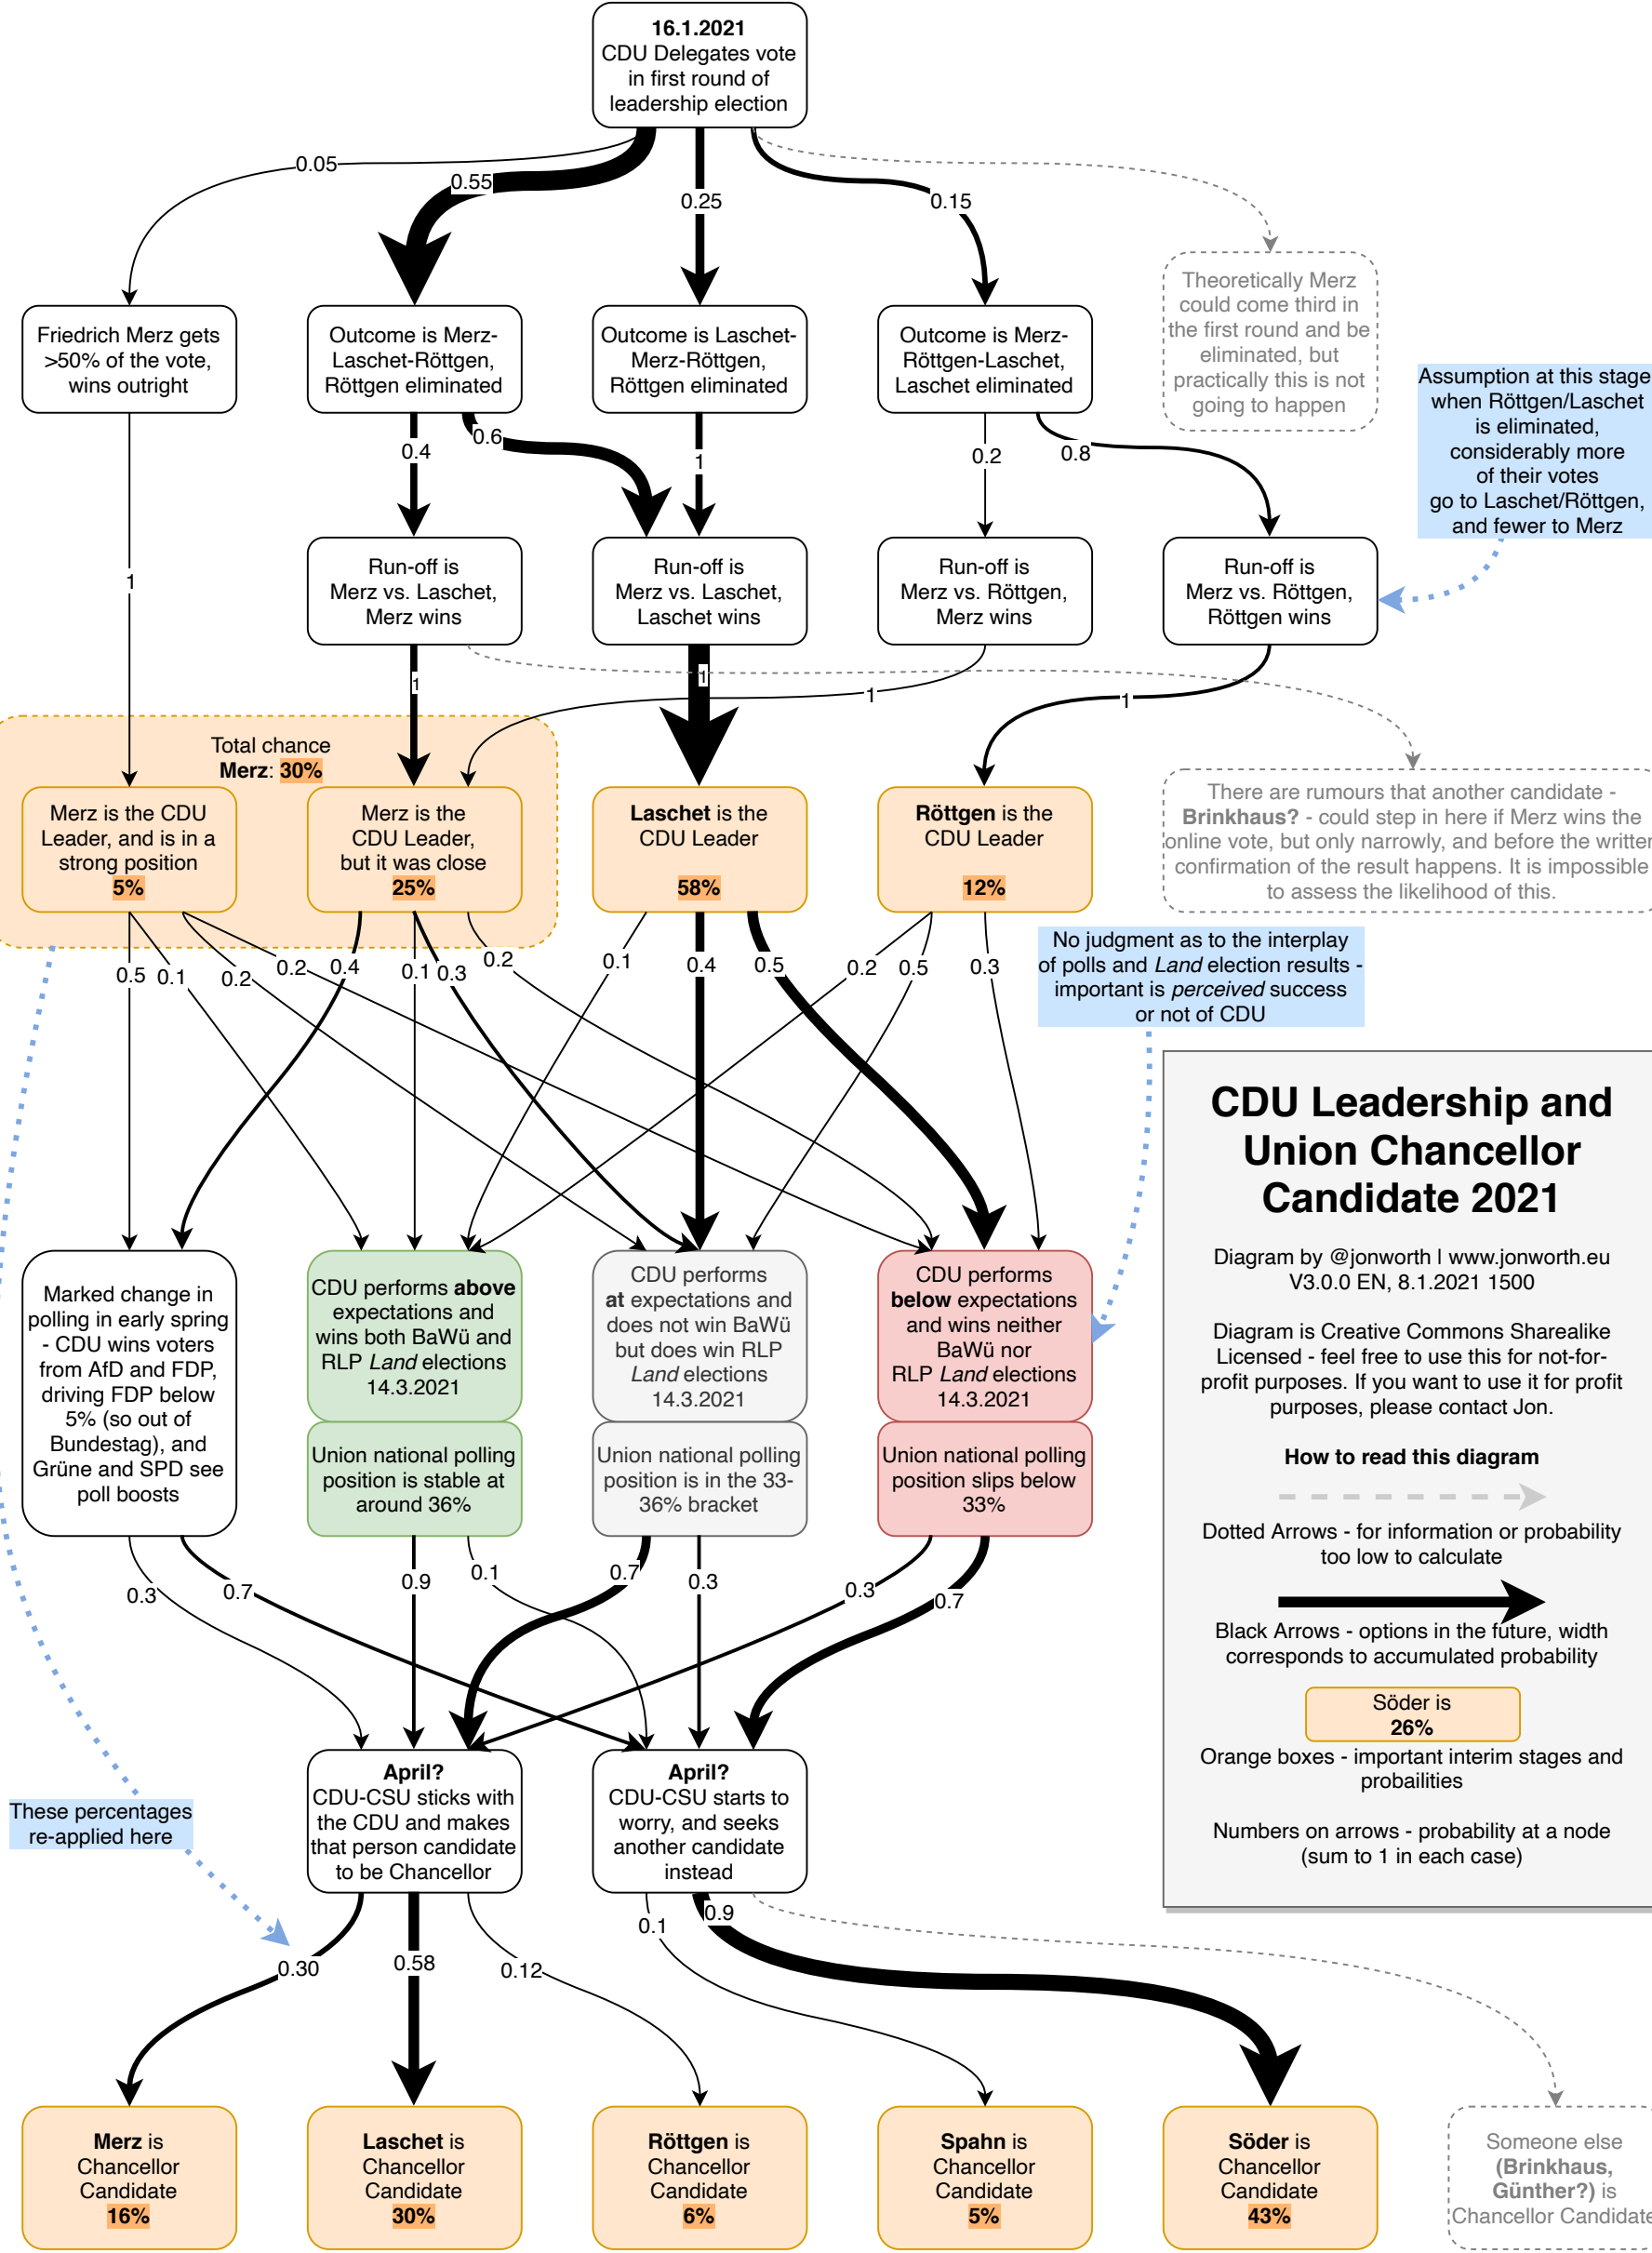 16.1.2021
CDU Delegates vote
in first round of
leadership election
0.05
0.55
0.25
0.15
Friedrich Merz gets
>50% of the vote,
wins outright
Outcome is Merz-
Laschet-Röttgen,
Röttgen eliminated
Outcome is Laschet-
Merz-Röttgen,
Röttgen eliminated
Outcome is Merz-
Röttgen-Laschet,
Laschet eliminated
Theoretically Merz
could come third in
the first round and be
eliminated, but
practically this is not
going to happen
Assumption at this stage
when Röttgen/Laschet
is eliminated,
considerably more
of their votes
go to Laschet/Röttgen,
and fewer to Merz
0.4
0.6
1
0.2
0.8
1
Run-off is
Merz vs. Laschet,
Merz wins
Run-off is
Merz vs. Laschet,
Laschet wins
Run-off is
Merz vs. Röttgen,
Merz wins
Run-off is
Merz vs. Röttgen,
Röttgen wins
1
1
1
1
Total chance
Merz: 30%
Merz is the CDU
Leader, and is in a
strong position
5%
Merz is the
CDU Leader,
but it was close
25%
Laschet is the
CDU Leader
58%
Röttgen is the
CDU Leader
12%
There are rumours that another candidate -
Brinkhaus? - could step in here if Merz wins the
online vote, but only narrowly, and before the written
confirmation of the result happens. It is impossible
to assess the likelihood of this.
0.5
0.1
0.2
0.2
0.4
0.1
0.3
0.2
0.1
0.4
0.5
0.2
0.5
0.3
No judgment as to the interplay
of polls and Land election results -
important is perceived success
or not of CDU
Marked change in
polling in early spring
- CDU wins voters
from AfD and FDP,
driving FDP below
5% (so out of
Bundestag), and
Grüne and SPD see
poll boosts
CDU performs above
expectations and
wins both BaWü and
RLP Land elections
14.3.2021
Union national polling
position is stable at
around 36%
CDU performs
at expectations and
does not win BaWü
but does win RLP
Land elections
14.3.2021
Union national polling
position is in the 33-
36% bracket
CDU performs
below expectations
and wins neither
BaWü nor
RLP Land elections
14.3.2021
Union national polling
position slips below
33%
CDU Leadership and
Union Chancellor
Candidate 2021
Diagram by @jonworth | www.jonworth.eu
V3.0.0 EN, 8.1.2021 1500
Diagram is Creative Commons Sharealike
Licensed - feel free to use this for not-for-
profit purposes. If you want to use it for profit
purposes, please contact Jon.
How to read this diagram
Dotted Arrows - for information or probability
too low to calculate
Black Arrows - options in the future, width
corresponds to accumulated probability
Söder is
26%
Orange boxes - important interim stages and
probailities
Numbers on arrows - probability at a node
(sum to 1 in each case)
0.3
0.7
0.9
0.1
0.7
0.3
0.3
0.7
April?
CDU-CSU sticks with
the CDU and makes
that person candidate
to be Chancellor
April?
CDU-CSU starts to
worry, and seeks
another candidate
instead
These percentages
re-applied here
0.30
0.58
0.12
0.1
0.9
Merz is
Chancellor
Candidate
16%
Laschet is
Chancellor
Candidate
30%
Röttgen is
Chancellor
Candidate
6%
Spahn is
Chancellor
Candidate
5%
Söder is
Chancellor
Candidate
43%
Someone else
(Brinkhaus,
Günther?) is
Chancellor Candidate